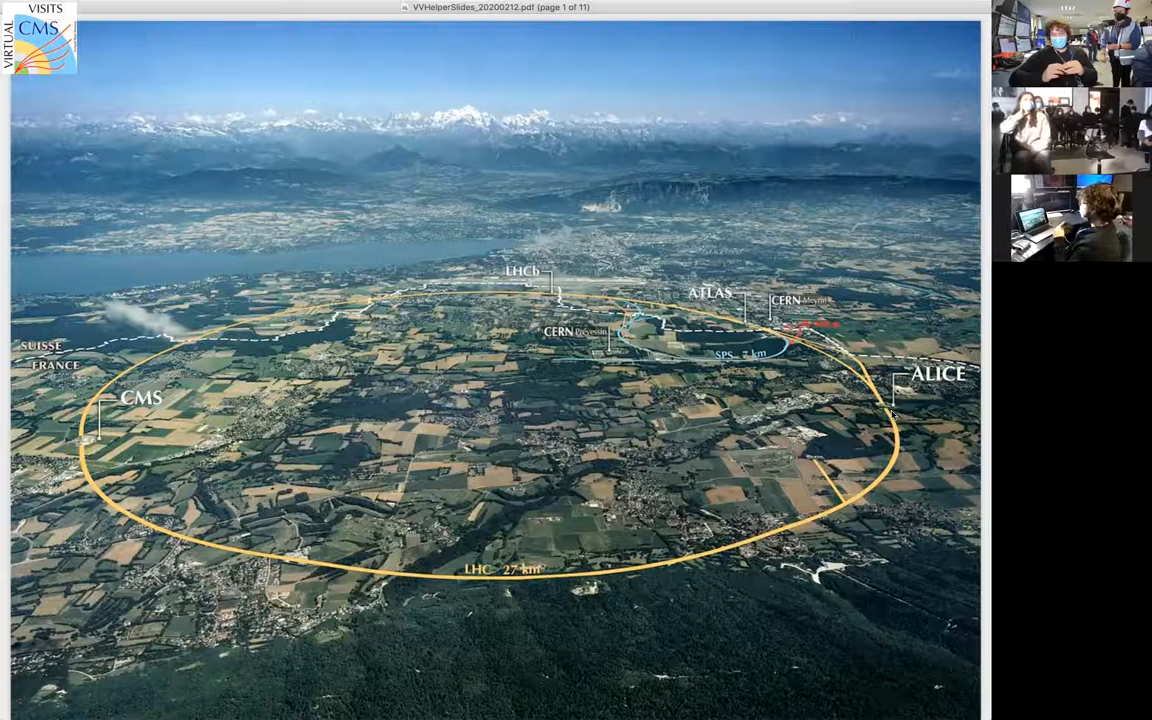 VVHelperSlides_20200212.pdf (page 1 of 11)
VIRTUAL
VISITS
CMS
LHCb
ATLAS
CERN Meyrin
CERN Prévessin
SPS 7 km
SUISSE
FRANCE
CMS
ALICE
LHC 27 km